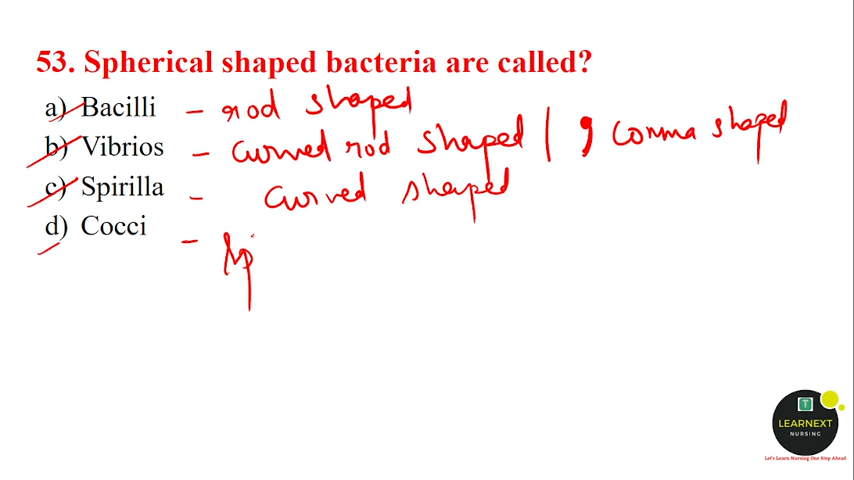 53. Spherical shaped bacteria are called?
a) Bacilli - rod shaped
b) Vibrios - curved rod shaped | , comma shaped
c) Spirilla - curved shaped
d) Cocci - sp
T
LEARNEXT
NURSING
Let's Learn Nursing One Step Ahead